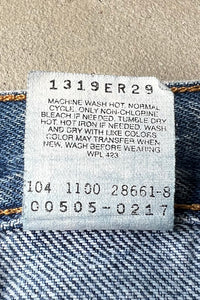 1319ER29
MACHINE WASH HOT, NORMAL
CYCLE. ONLY NON-CHLORINE
BLEACH IF NEEDED. TUMBLE DRY
HOT. HOT IRON IF NEEDED. WASH
AND DRY WITH LIKE COLORS
COLOR MAY TRANSFER WHEN
NEW. WASH BEFORE WEARING
WPL 423
104 1100 28661-8
00505-0217